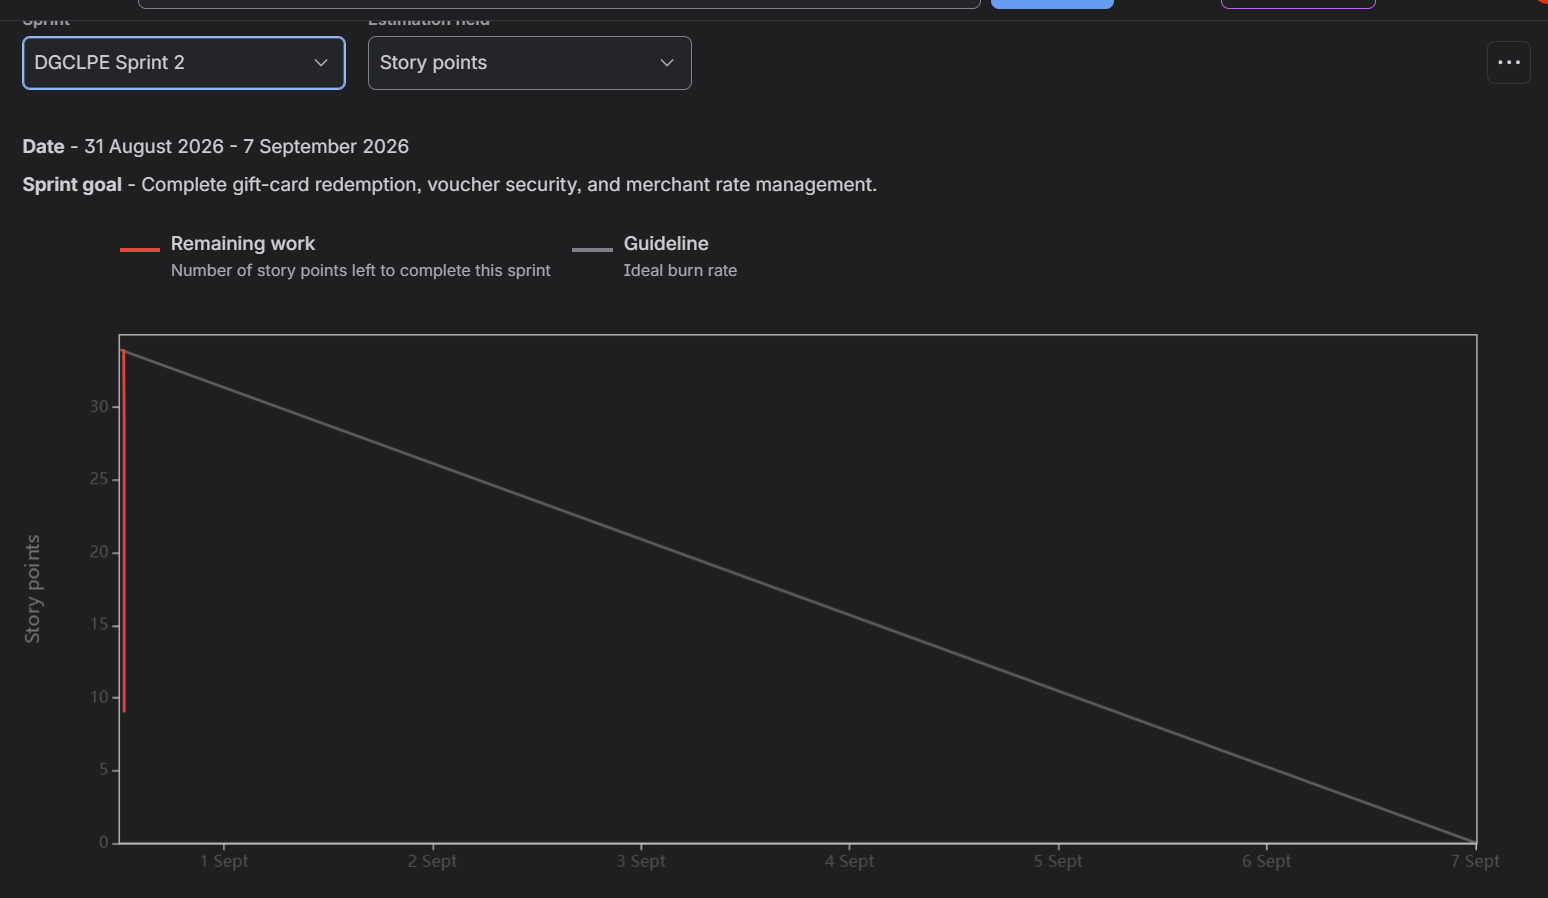 Sprint
Estimation field
DGCLPE Sprint 2
Story points
Date - 31 August 2026 - 7 September 2026
Sprint goal - Complete gift-card redemption, voucher security, and merchant rate management.
Remaining work
Number of story points left to complete this sprint
Guideline
Ideal burn rate
Story points
30
25
20
15
10
5
0
1 Sept
2 Sept
3 Sept
4 Sept
5 Sept
6 Sept
7 Sept